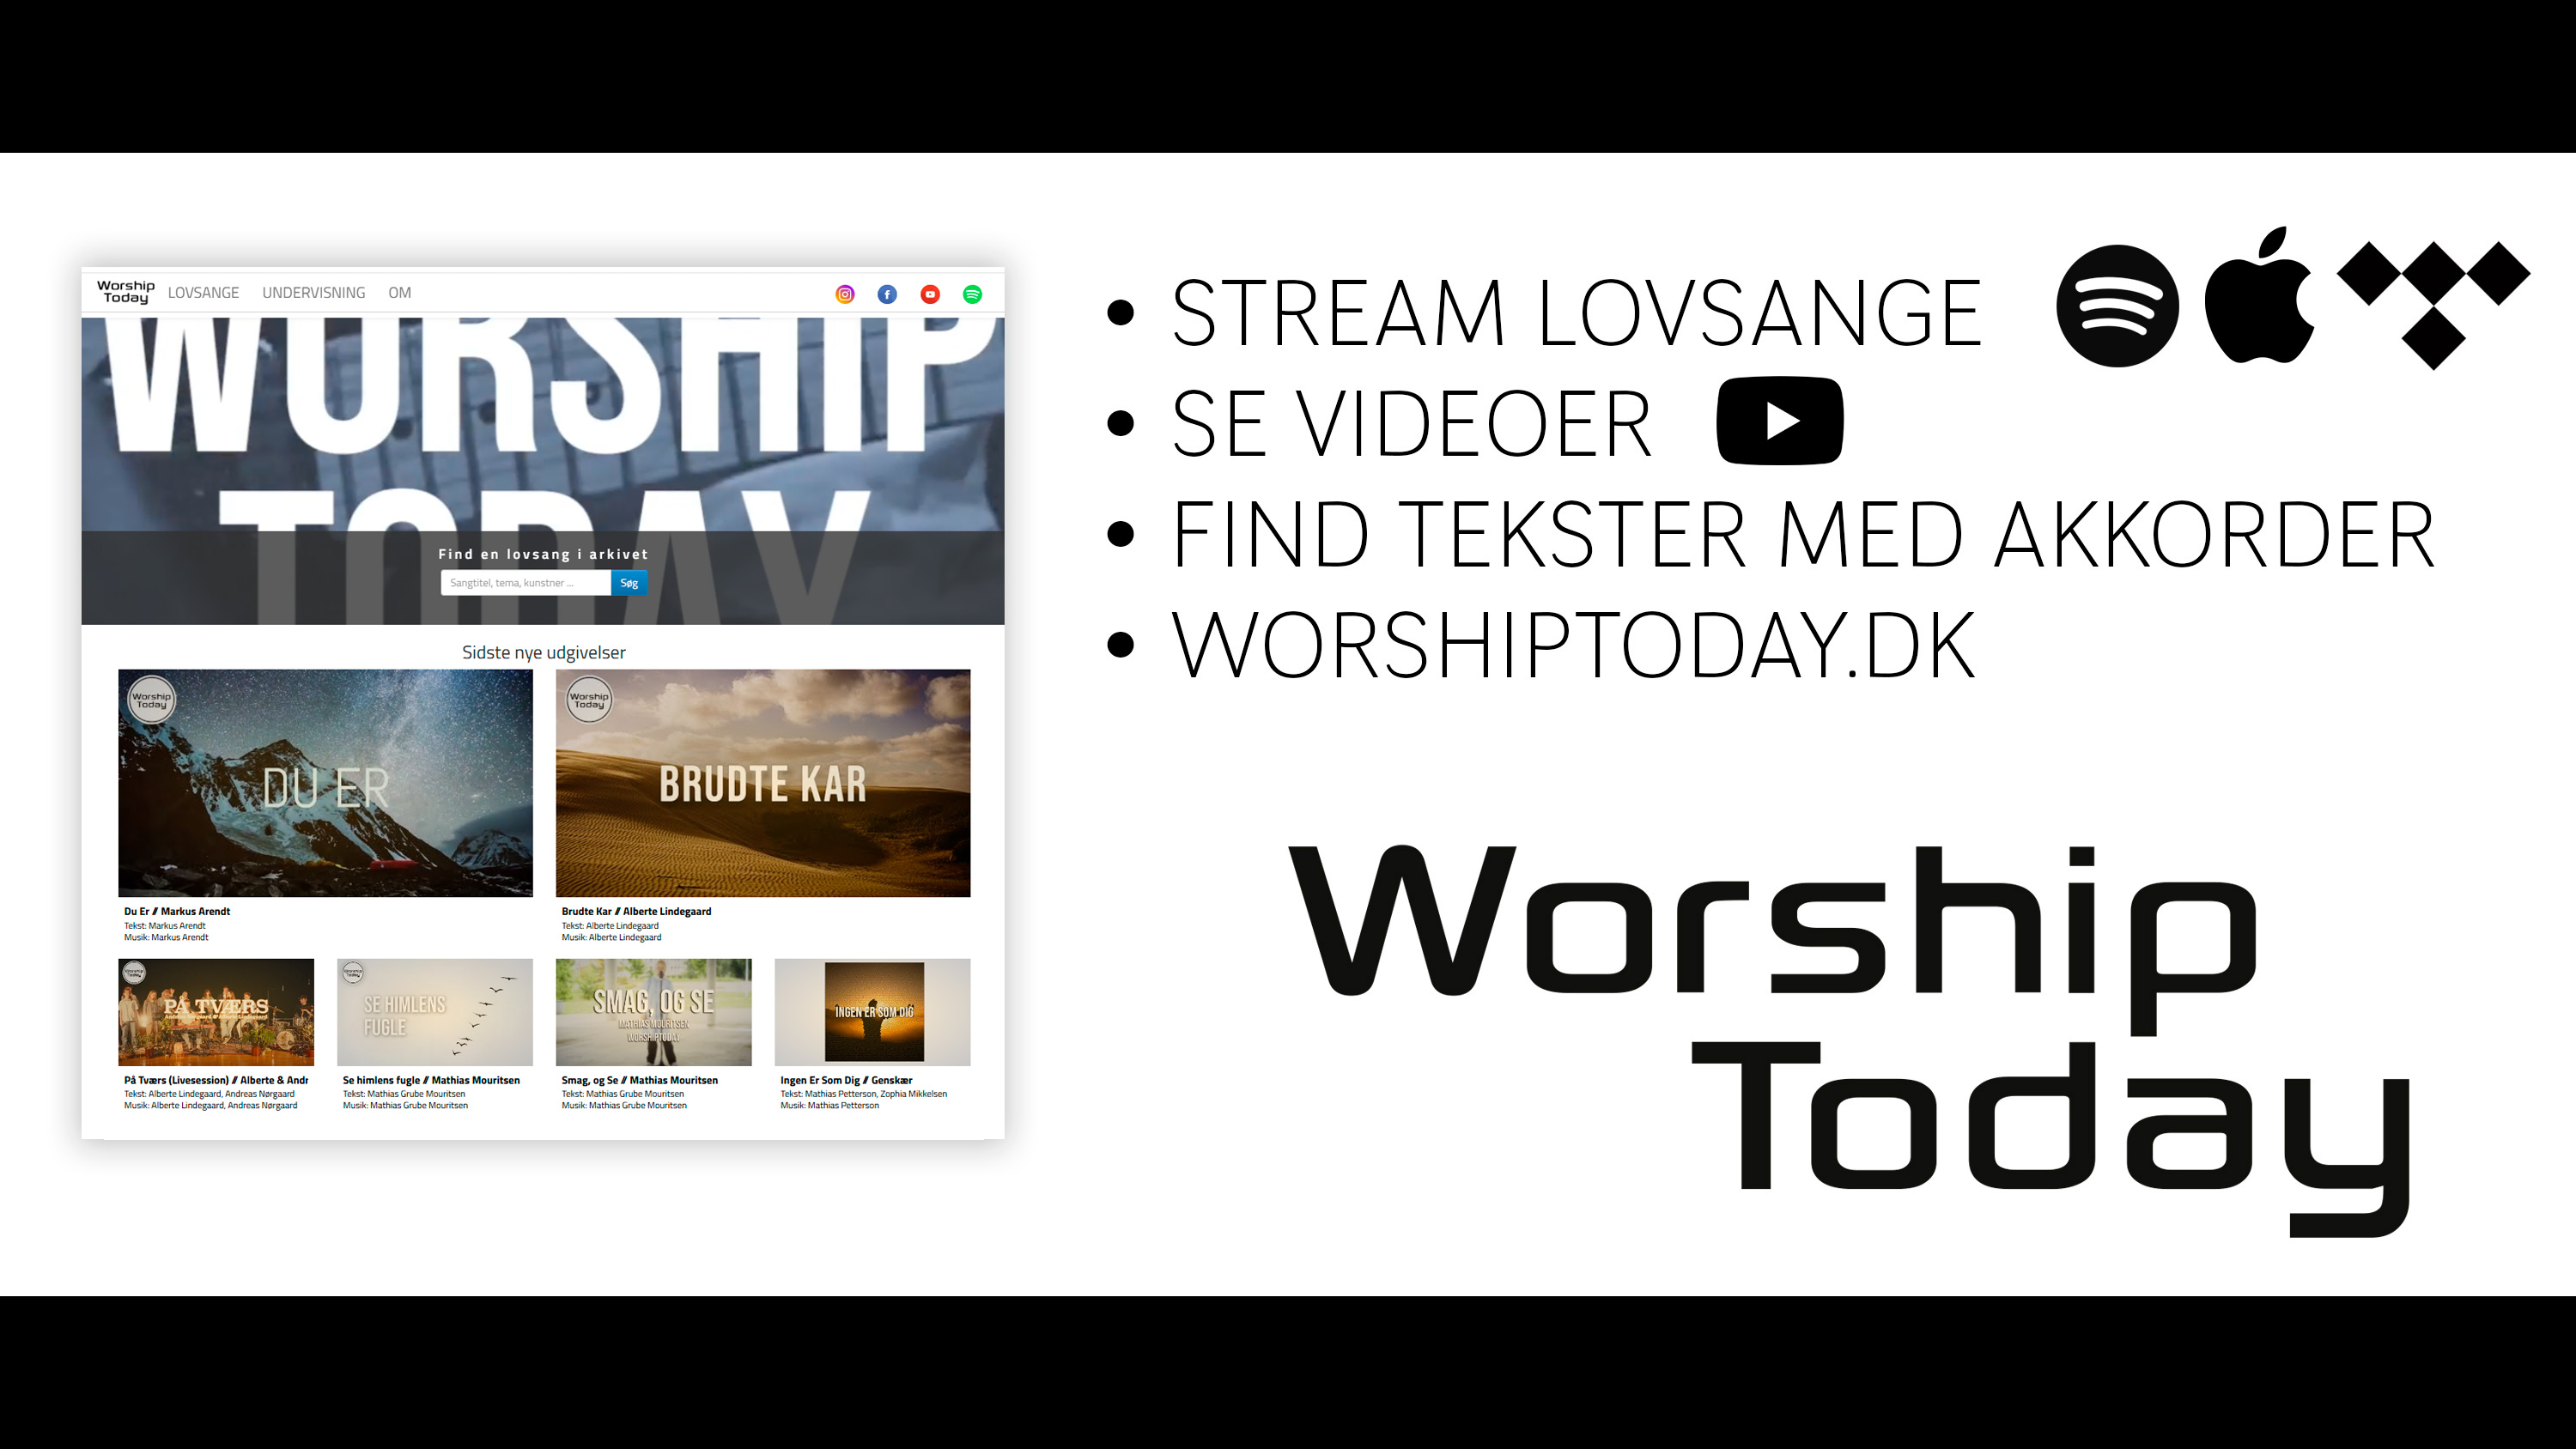 Worship
Today
LOVSANGE UNDERVISNING OM
WORSHIP
TODAY
Find en lovsang i arkivet
Sangtitel, tema, kunstner ... Søg
Sidste nye udgivelser
Worship
Today
DU ER
Worship
Today
BRUDTE KAR
Du Er // Markus Arendt
Tekst: Markus Arendt
Musik: Markus Arendt
Brudte Kar // Alberte Lindegaard
Tekst: Alberte Lindegaard
Musik: Alberte Lindegaard
Worship
Today
PÅ TVÆRS
Worship
Today
SE HIMLENS
FUGLE
SMAG, OG SE
MATHIAS MOURITSEN
WORSHIPTODAY
INGEN ER SOM DIG
På Tværs (Livesession) // Alberte & Andr
Tekst: Alberte Lindegaard, Andreas Nørgaard
Musik: Alberte Lindegaard, Andreas Nørgaard
Se himlens fugle // Mathias Mouritsen
Tekst: Mathias Grube Mouritsen
Musik: Mathias Grube Mouritsen
Smag, og Se // Mathias Mouritsen
Tekst: Mathias Grube Mouritsen
Musik: Mathias Grube Mouritsen
Ingen Er Som Dig // Genskær
Tekst: Mathias Petterson, Zophia Mikkelsen
Musik: Mathias Petterson
• STREAM LOVSANGE
• SE VIDEOER
• FIND TEKSTER MED AKKORDER
• WORSHIPTODAY.DK
Worship
Today